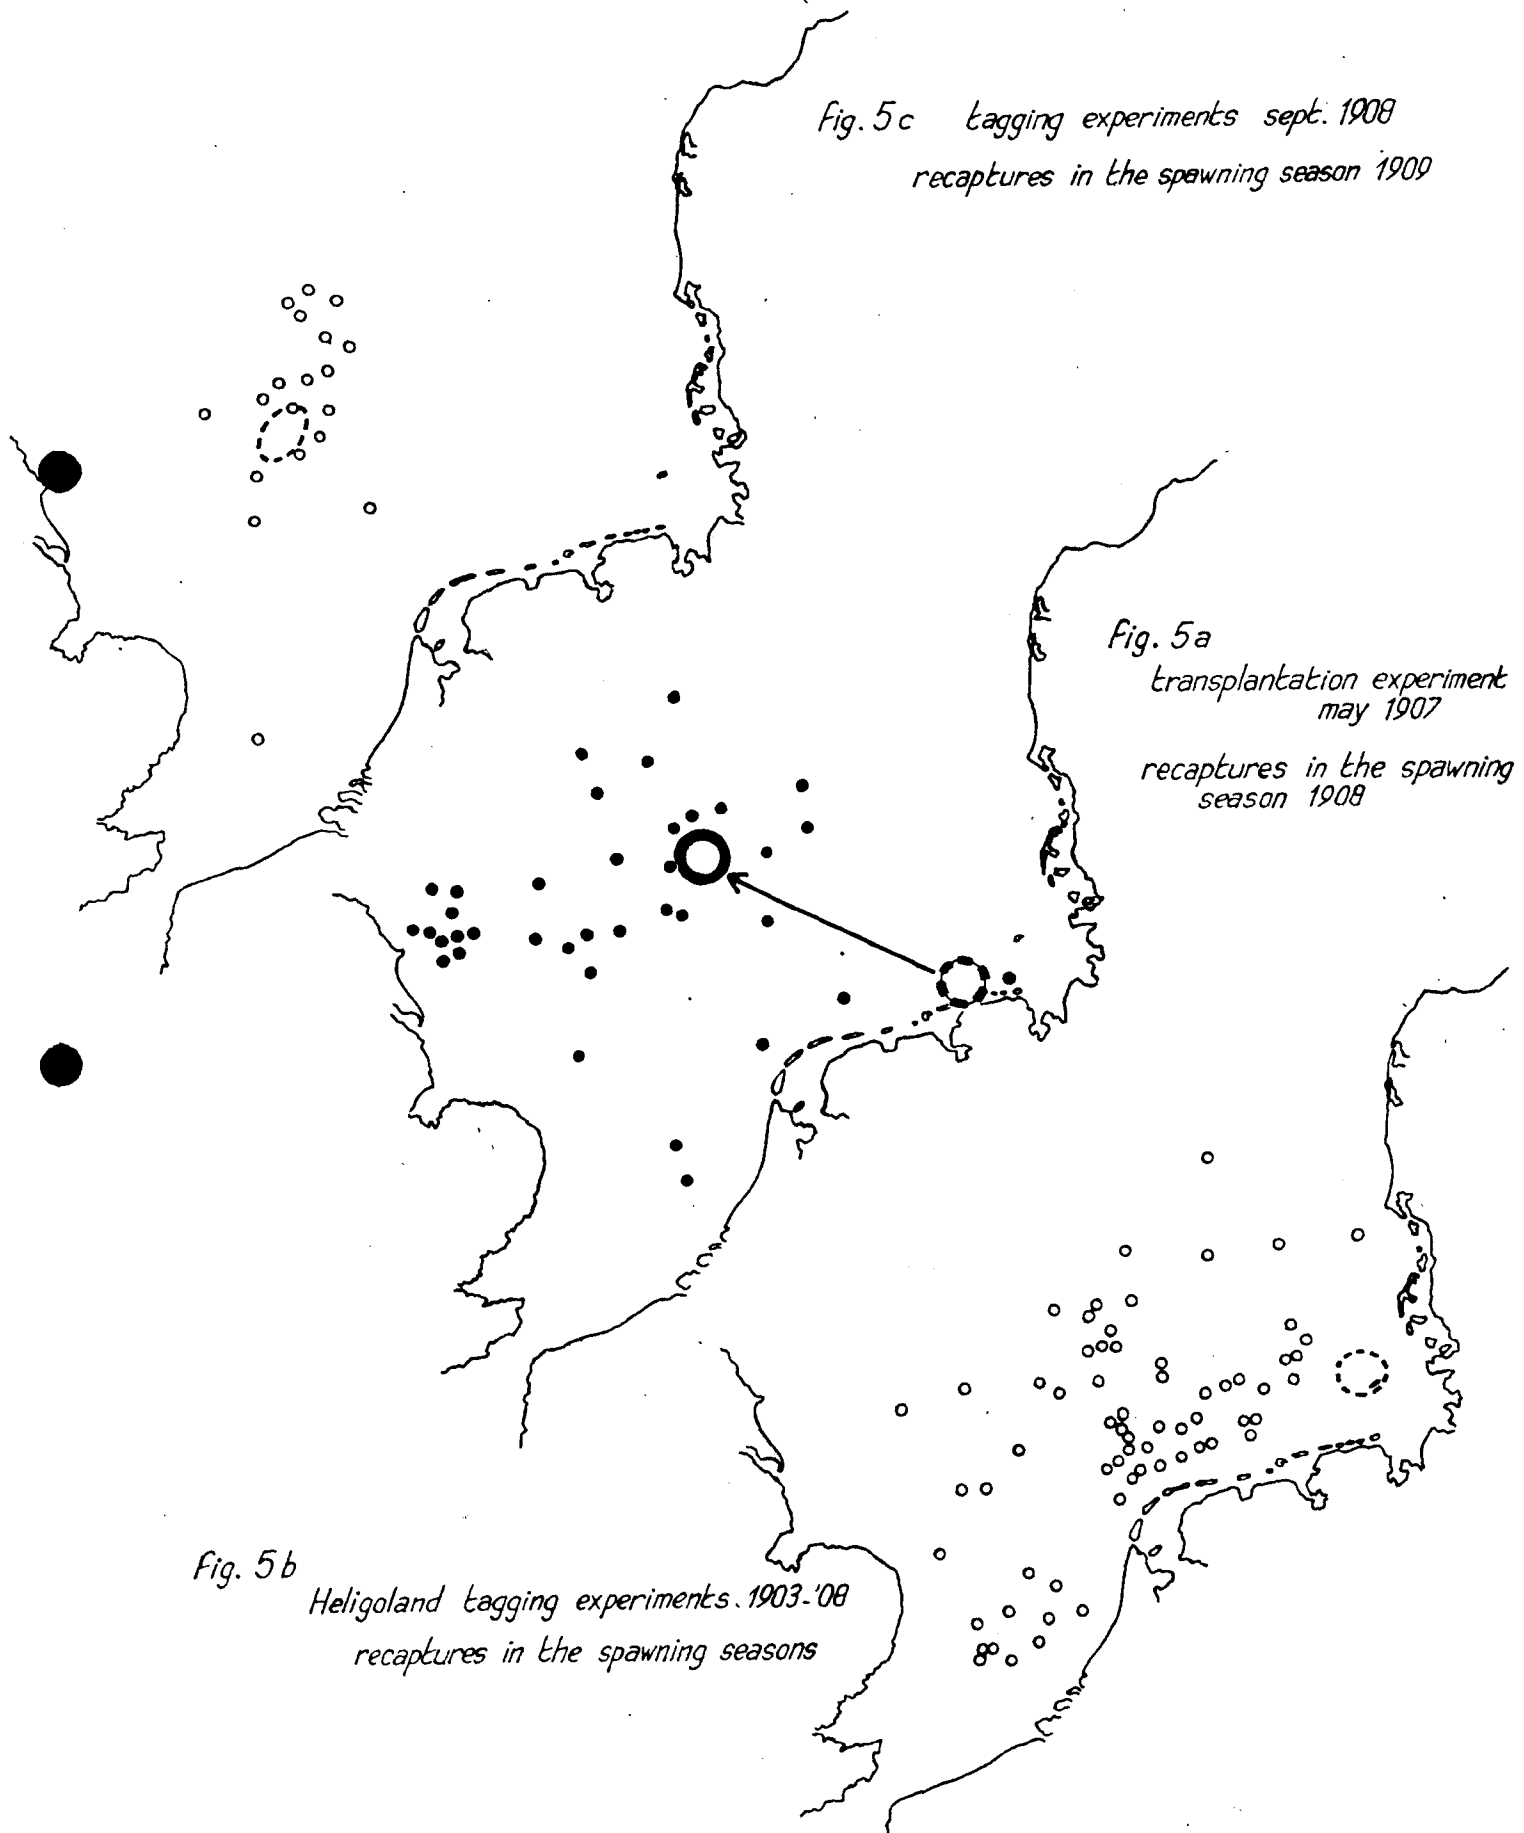 Fig. 5c tagging experiments sept. 1908
recaptures in the spawning season 1909
Fig. 5a
transplantation experiment
may 1907
recaptures in the spawning
season 1908
Fig. 5b
Heligoland tagging experiments. 1903-'08
recaptures in the spawning seasons